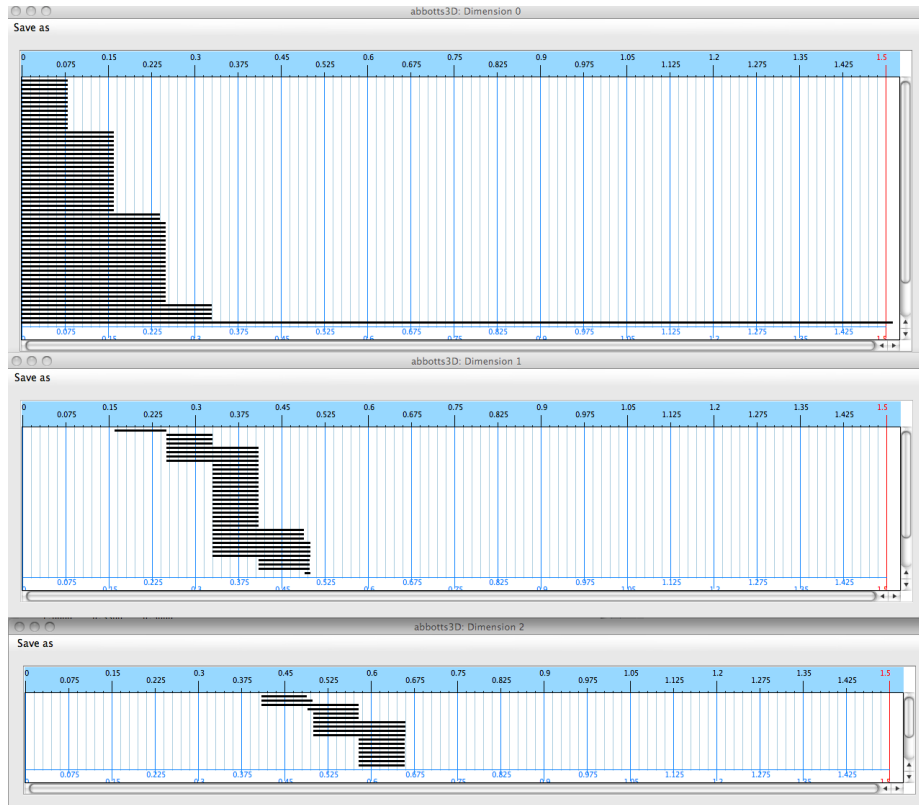 abbotts3D: Dimension 0
Save as
0 0.15 0.3 0.45 0.6 0.75 0.9 1.05 1.2 1.35 1.5
0.075 0.225 0.375 0.525 0.675 0.825 0.975 1.125 1.275 1.425
0.075 0.225 0.375 0.525 0.675 0.825 0.975 1.125 1.275 1.425
abbotts3D: Dimension 1
Save as
0 0.15 0.3 0.45 0.6 0.75 0.9 1.05 1.2 1.35 1.5
0.075 0.225 0.375 0.525 0.675 0.825 0.975 1.125 1.275 1.425
0.075 0.225 0.375 0.525 0.675 0.825 0.975 1.125 1.275 1.425
abbotts3D: Dimension 2
Save as
0 0.15 0.3 0.45 0.6 0.75 0.9 1.05 1.2 1.35 1.5
0.075 0.225 0.375 0.525 0.675 0.825 0.975 1.125 1.275 1.425
0.075 0.225 0.375 0.525 0.675 0.825 0.975 1.125 1.275 1.425